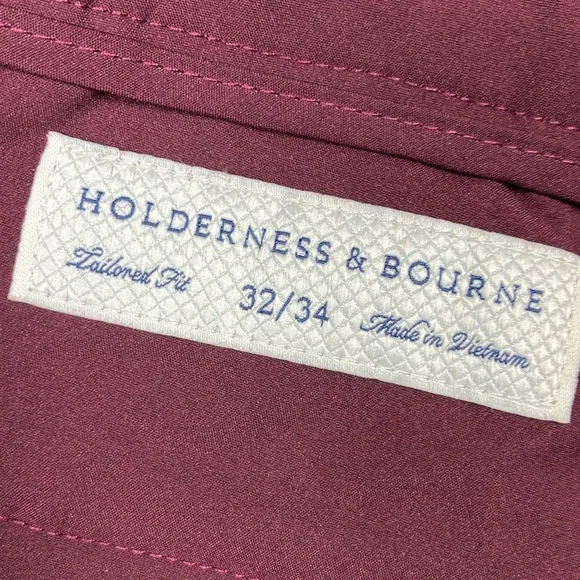 HOLDERNESS & BOURNE
Tailored Fit 32/34 Made in Vietnam